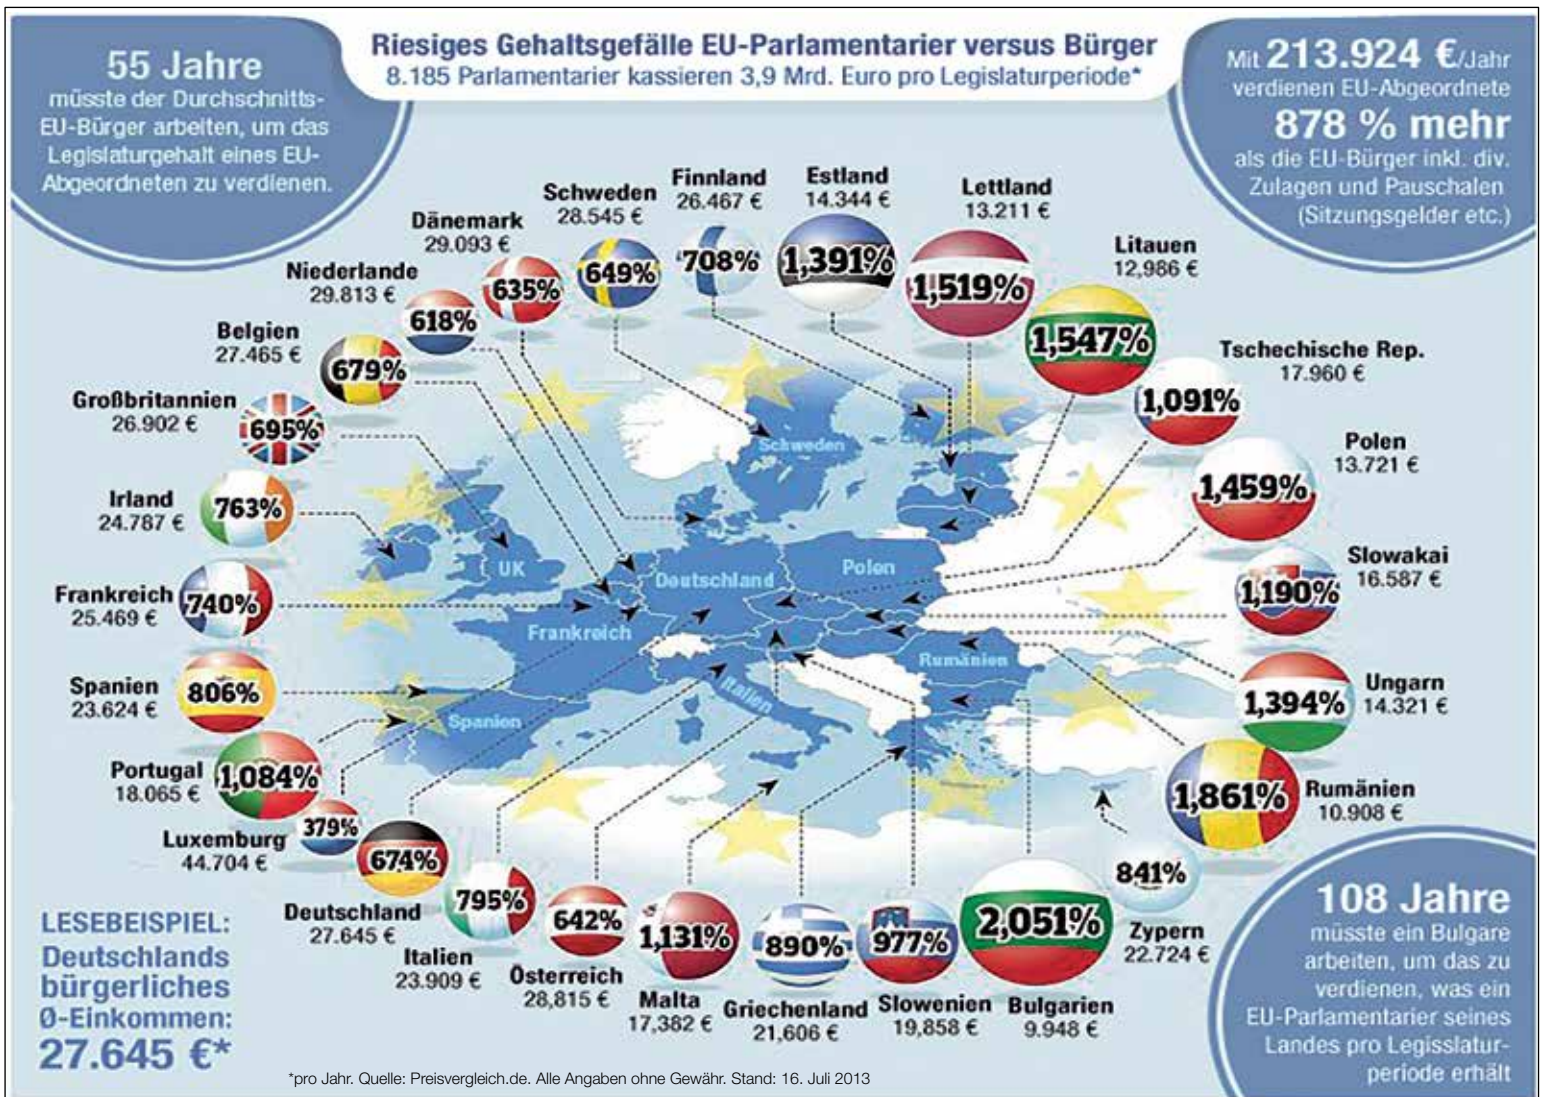 Riesiges Gehaltsgefälle EU-Parlamentarier versus Bürger
8.185 Parlamentarier kassieren 3,9 Mrd. Euro pro Legislaturperiode*
55 Jahre
müsste der Durchschnitts-
EU-Bürger arbeiten, um das
Legislaturgehalt eines EU-
Abgeordneten zu verdienen.
Mit 213.924 €/Jahr
verdienen EU-Abgeordnete
878 % mehr
als die EU-Bürger inkl. div.
Zulagen und Pauschalen
(Sitzungsgelder etc.)
Schweden
28.545 €
649%
Finnland
26.467 €
708%
Estland
14.344 €
1,391%
Lettland
13.211 €
1,519%
Litauen
12,986 €
1,547%
Tschechische Rep.
17.960 €
1,091%
Polen
13.721 €
1,459%
Slowakai
16.587 €
1,190%
Ungarn
14.321 €
1,394%
Rumänien
10.908 €
1,861%
Zypern
22.724 €
841%
Bulgarien
9.948 €
2,051%
Slowenien
19,858 €
977%
Griechenland
21,606 €
890%
Malta
17,382 €
1,131%
Österreich
28,815 €
642%
Italien
23.909 €
795%
Deutschland
27.645 €
674%
Luxemburg
44.704 €
379%
Portugal
18.065 €
1,084%
Spanien
23.624 €
806%
Frankreich
25.469 €
740%
Irland
24.787 €
763%
Großbritannien
26.902 €
695%
Belgien
27.465 €
679%
Niederlande
29.813 €
618%
Dänemark
29.093 €
635%
Schweden
UK
Deutschland
Polen
Frankreich
Rumänien
Italien
Spanien
LESEBEISPIEL:
Deutschlands
bürgerliches
Ø-Einkommen:
27.645 €*
108 Jahre
müsste ein Bulgare
arbeiten, um das zu
verdienen, was ein
EU-Parlamentarier seines
Landes pro Legisslatur-
periode erhält
*pro Jahr. Quelle: Preisvergleich.de. Alle Angaben ohne Gewähr. Stand: 16. Juli 2013